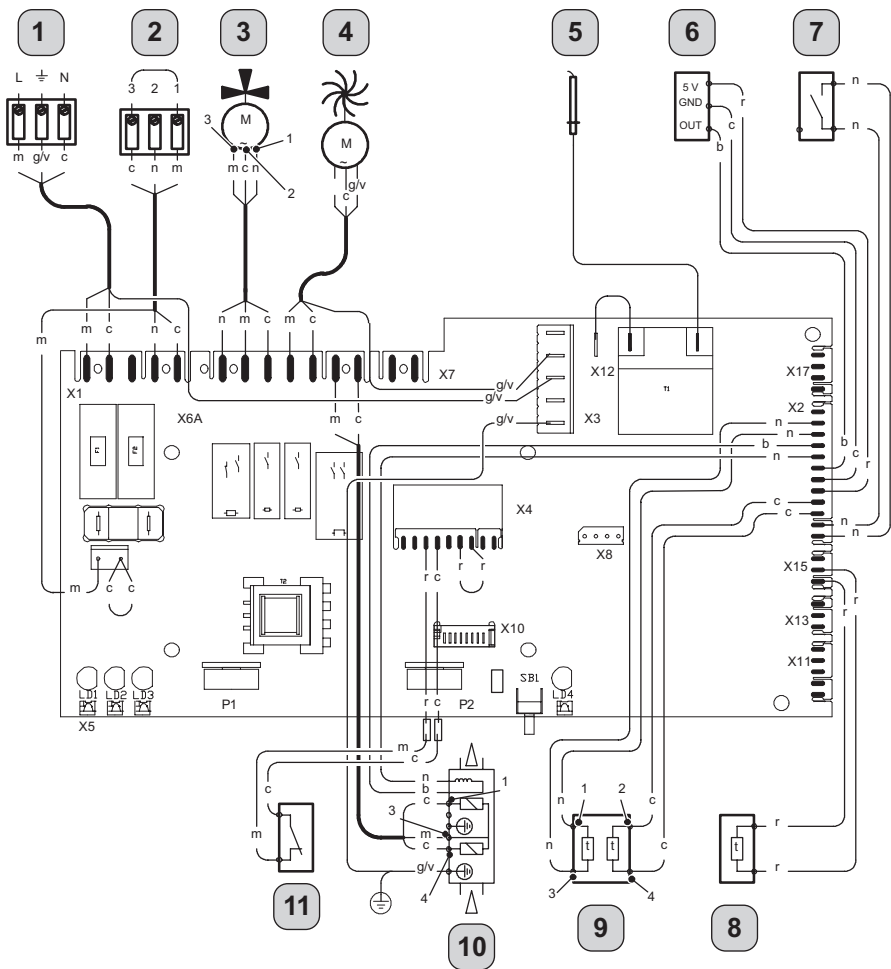 1 2 3 4 5 6 7
L N
3 2 1
m g/v c
c n m
M
3 1
m c n
2
M
g/v
c
5 V
GND
OUT
r
c
b
n
n
m
m c
n c
n m c
m c
X1
X6A
X7
m c
g/v
g/v
g/v
X12
X3
T1
X17
X2
n
n
b
n
b
c
r
c
c
n
n
X4
X8
X15
r
r
X13
X11
F1
F2
m c c
T2
r c
r r
X10
LD1 LD2 LD3
X5
P1
P2
SB1
LD4
r c
m
c
c
m
n
b
c
1
3
m
c
g/v
4
n
n
1 2
t t
c
c
3 4
t
r
r
11
10
9
8